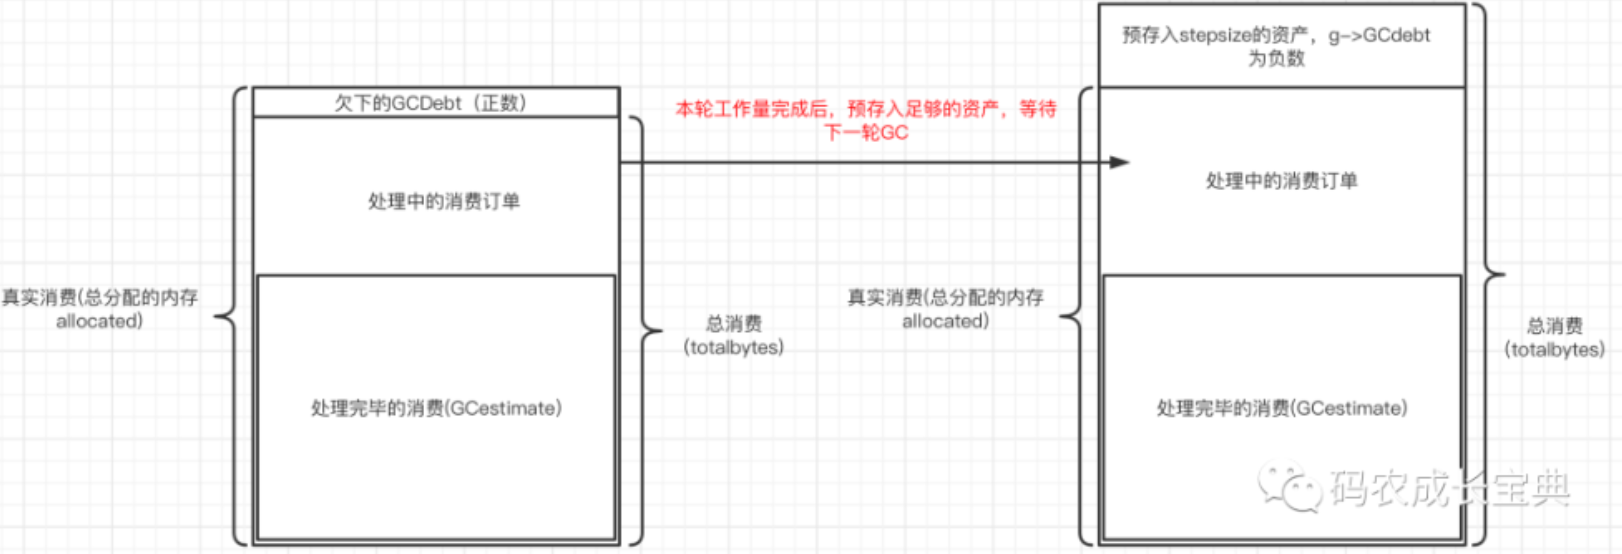 欠下的GCDebt（正数）
处理中的消费订单
真实消费(总分配的内存
allocated)
处理完毕的消费(GCestimate)
总消费
(totalbytes)
本轮工作量完成后，预存入足够的资产，等待
下一轮GC
预存入stepsize的资产，g->GCdebt
为负数
处理中的消费订单
真实消费(总分配的内存
allocated)
处理完毕的消费(GCestimate)
总消费
(totalbytes)
码农成长宝典